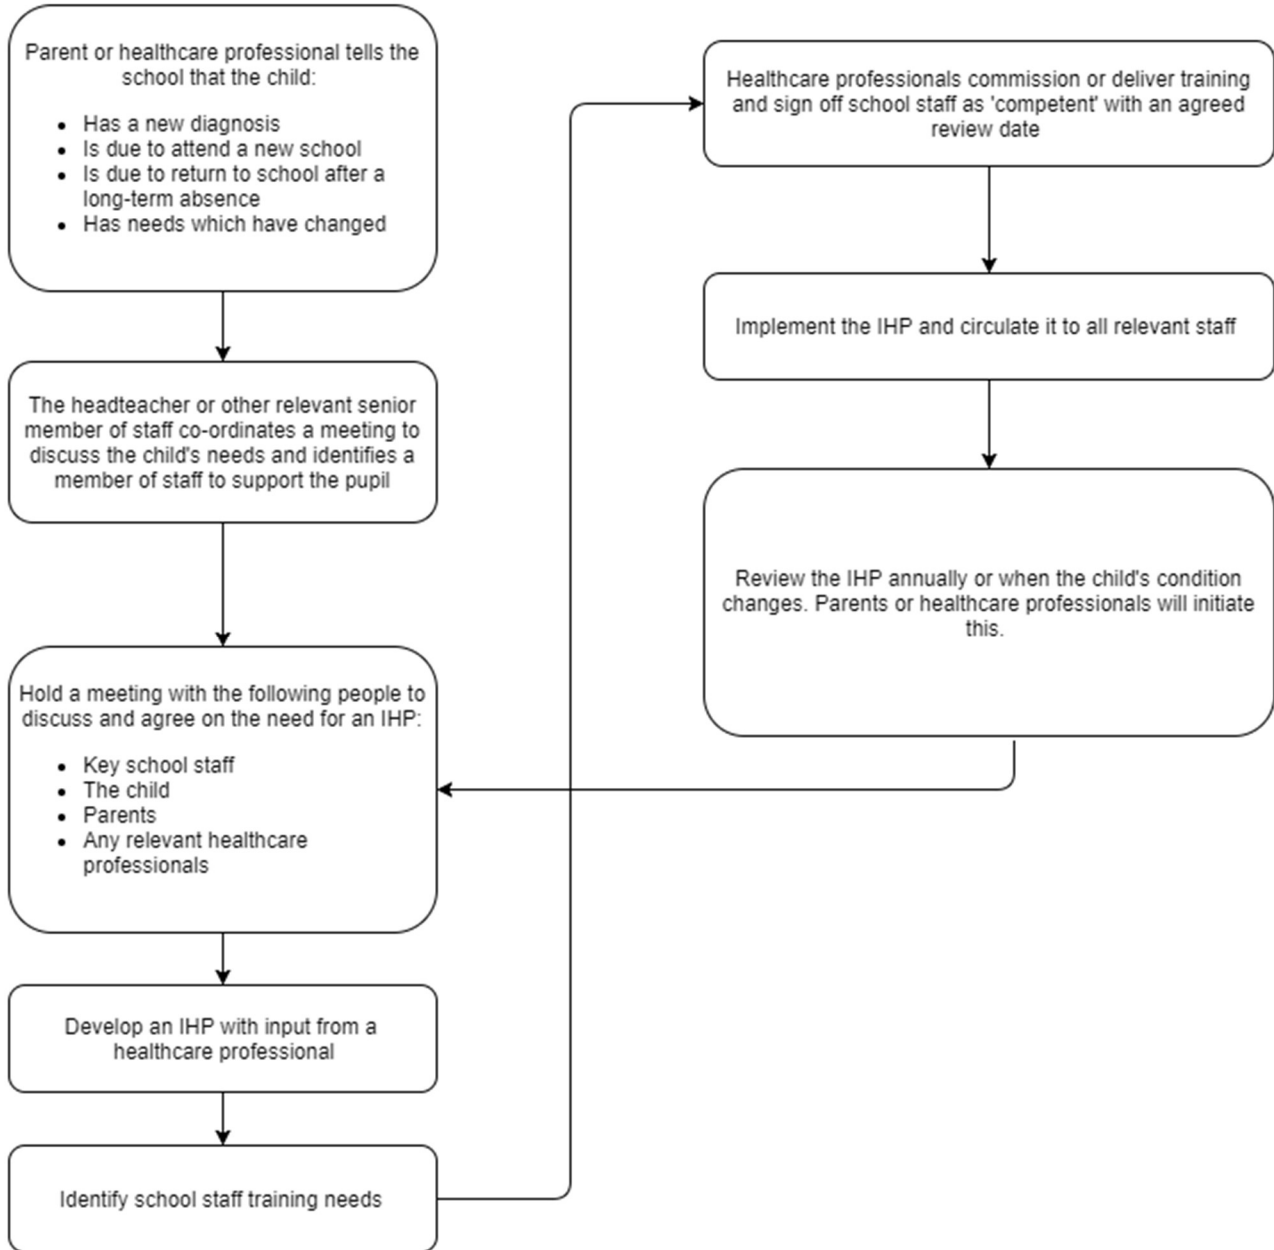 Parent or healthcare professional tells the
school that the child:
• Has a new diagnosis
• Is due to attend a new school
• Is due to return to school after a
long-term absence
• Has needs which have changed
The headteacher or other relevant senior
member of staff co-ordinates a meeting to
discuss the child's needs and identifies a
member of staff to support the pupil
Hold a meeting with the following people to
discuss and agree on the need for an IHP:
• Key school staff
• The child
• Parents
• Any relevant healthcare
professionals
Develop an IHP with input from a
healthcare professional
Identify school staff training needs
Healthcare professionals commission or deliver training
and sign off school staff as 'competent' with an agreed
review date
Implement the IHP and circulate it to all relevant staff
Review the IHP annually or when the child's condition
changes. Parents or healthcare professionals will initiate
this.